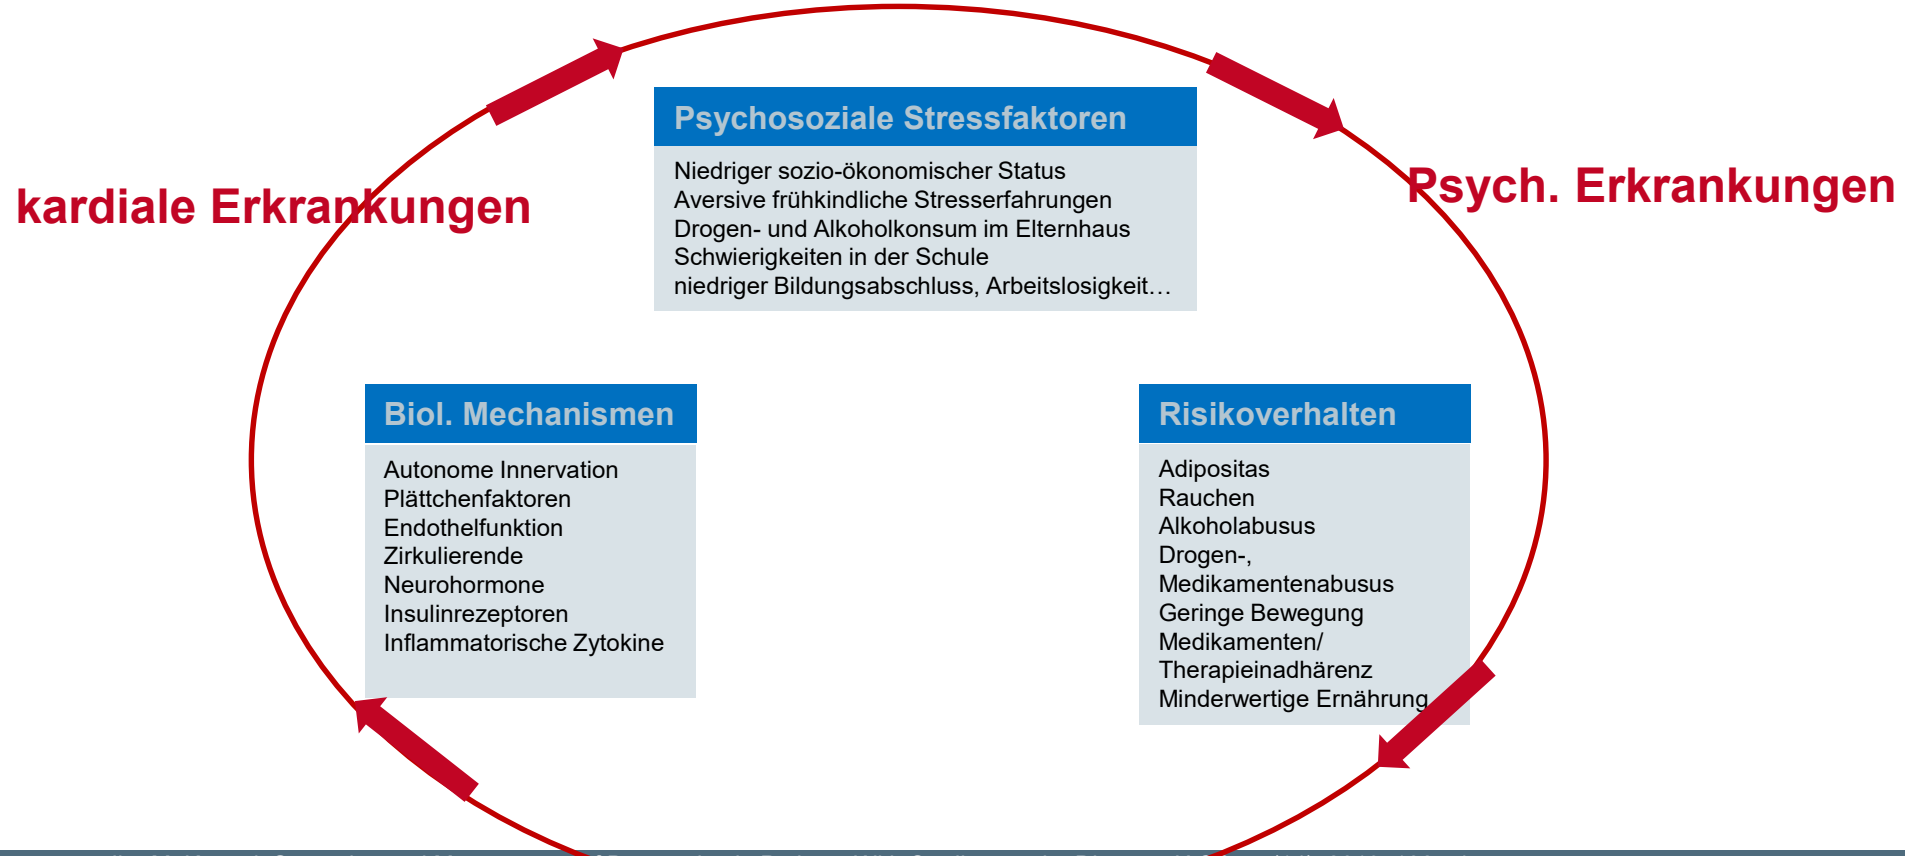 Psychosoziale Stressfaktoren
Niedriger sozio-ökonomischer Status
Aversive frühkindliche Stresserfahrungen
Drogen- und Alkoholkonsum im Elternhaus
Schwierigkeiten in der Schule
niedriger Bildungsabschluss, Arbeitslosigkeit…
kardiale Erkrankungen
Psych. Erkrankungen
Biol. Mechanismen
Autonome Innervation
Plättchenfaktoren
Endothelfunktion
Zirkulierende
Neurohormone
Insulinrezeptoren
Inflammatorische Zytokine
Risikoverhalten
Adipositas
Rauchen
Alkoholabusus
Drogen-,
Medikamentenabusus
Geringe Bewegung
Medikamenten/
Therapieinadhärenz
Minderwertige Ernährung